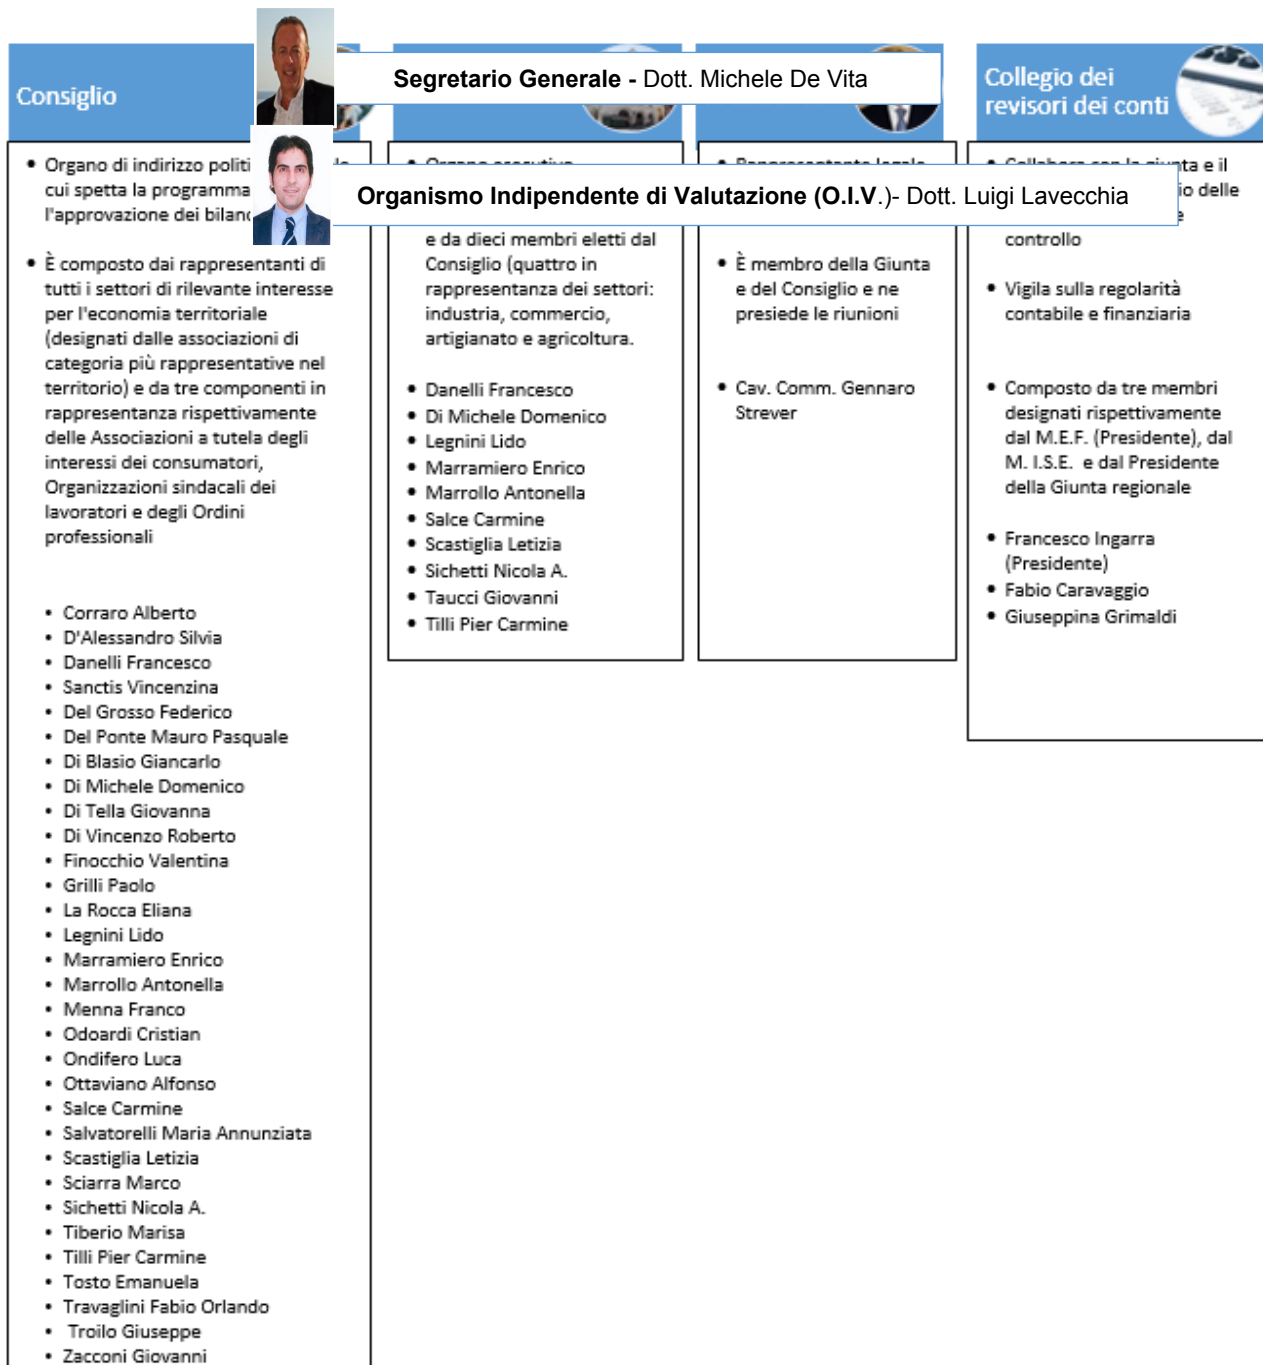 Segretario Generale - Dott. Michele De Vita
Organismo Indipendente di Valutazione (O.I.V.)- Dott. Luigi Lavecchia
Consiglio
• Organo di indirizzo
cui spetta la
l'approvazione dei
• È composto dai rappresentanti di
tutti i settori di rilevante interesse
per l'economia territoriale
(designati dalle associazioni di
categoria più rappresentative nel
territorio) e da tre componenti in
rappresentanza rispettivamente
delle Associazioni a tutela degli
interessi dei consumatori,
Organizzazioni sindacali dei
lavoratori e degli Ordini
professionali
• Corraro Alberto
• D'Alessandro Silvia
• Danelli Francesco
• Sanctis Vincenzina
• Del Grosso Federico
• Del Ponte Mauro Pasquale
• Di Blasio Giancarlo
• Di Michele Domenico
• Di Tella Giovanna
• Di Vincenzo Roberto
• Finocchio Valentina
• Grilli Paolo
• La Rocca Eliana
• Legnini Lido
• Marramiero Enrico
• Marrollo Antonella
• Menna Franco
• Odoardi Cristian
• Ondifero Luca
• Ottaviano Alfonso
• Salce Carmine
• Salvatorelli Maria Annunziata
• Scastiglia Letizia
• Sciarra Marco
• Sichetti Nicola A.
• Tiberio Marisa
• Tilli Pier Carmine
• Tosto Emanuela
• Travaglini Fabio Orlando
• Troilo Giuseppe
• Zacconi Giovanni
e da dieci membri eletti dal
Consiglio (quattro in
rappresentanza dei settori:
industria, commercio,
artigianato e agricoltura.
• Danelli Francesco
• Di Michele Domenico
• Legnini Lido
• Marramiero Enrico
• Marrollo Antonella
• Salce Carmine
• Scastiglia Letizia
• Sichetti Nicola A.
• Taucci Giovanni
• Tilli Pier Carmine
• È membro della Giunta
e del Consiglio e ne
presiede le riunioni
• Cav. Comm. Gennaro
Strever
Collegio dei
revisori dei conti
e il
delle
controllo
• Vigila sulla regolarità
contabile e finanziaria
• Composto da tre membri
designati rispettivamente
dal M.E.F. (Presidente), dal
M. I.S.E. e dal Presidente
della Giunta regionale
• Francesco Ingarra
(Presidente)
• Fabio Caravaggio
• Giuseppina Grimaldi